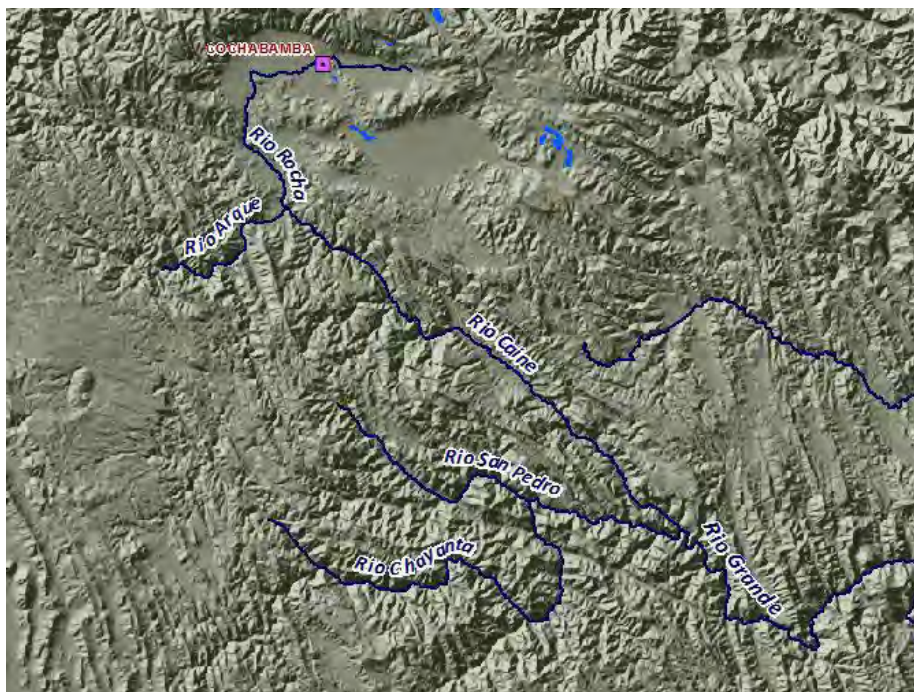 COCHABAMBA
Rio Rocha
Rio Arque
Rio Caine
Rio San Pedro
Rio Grande
Rio Chayanta